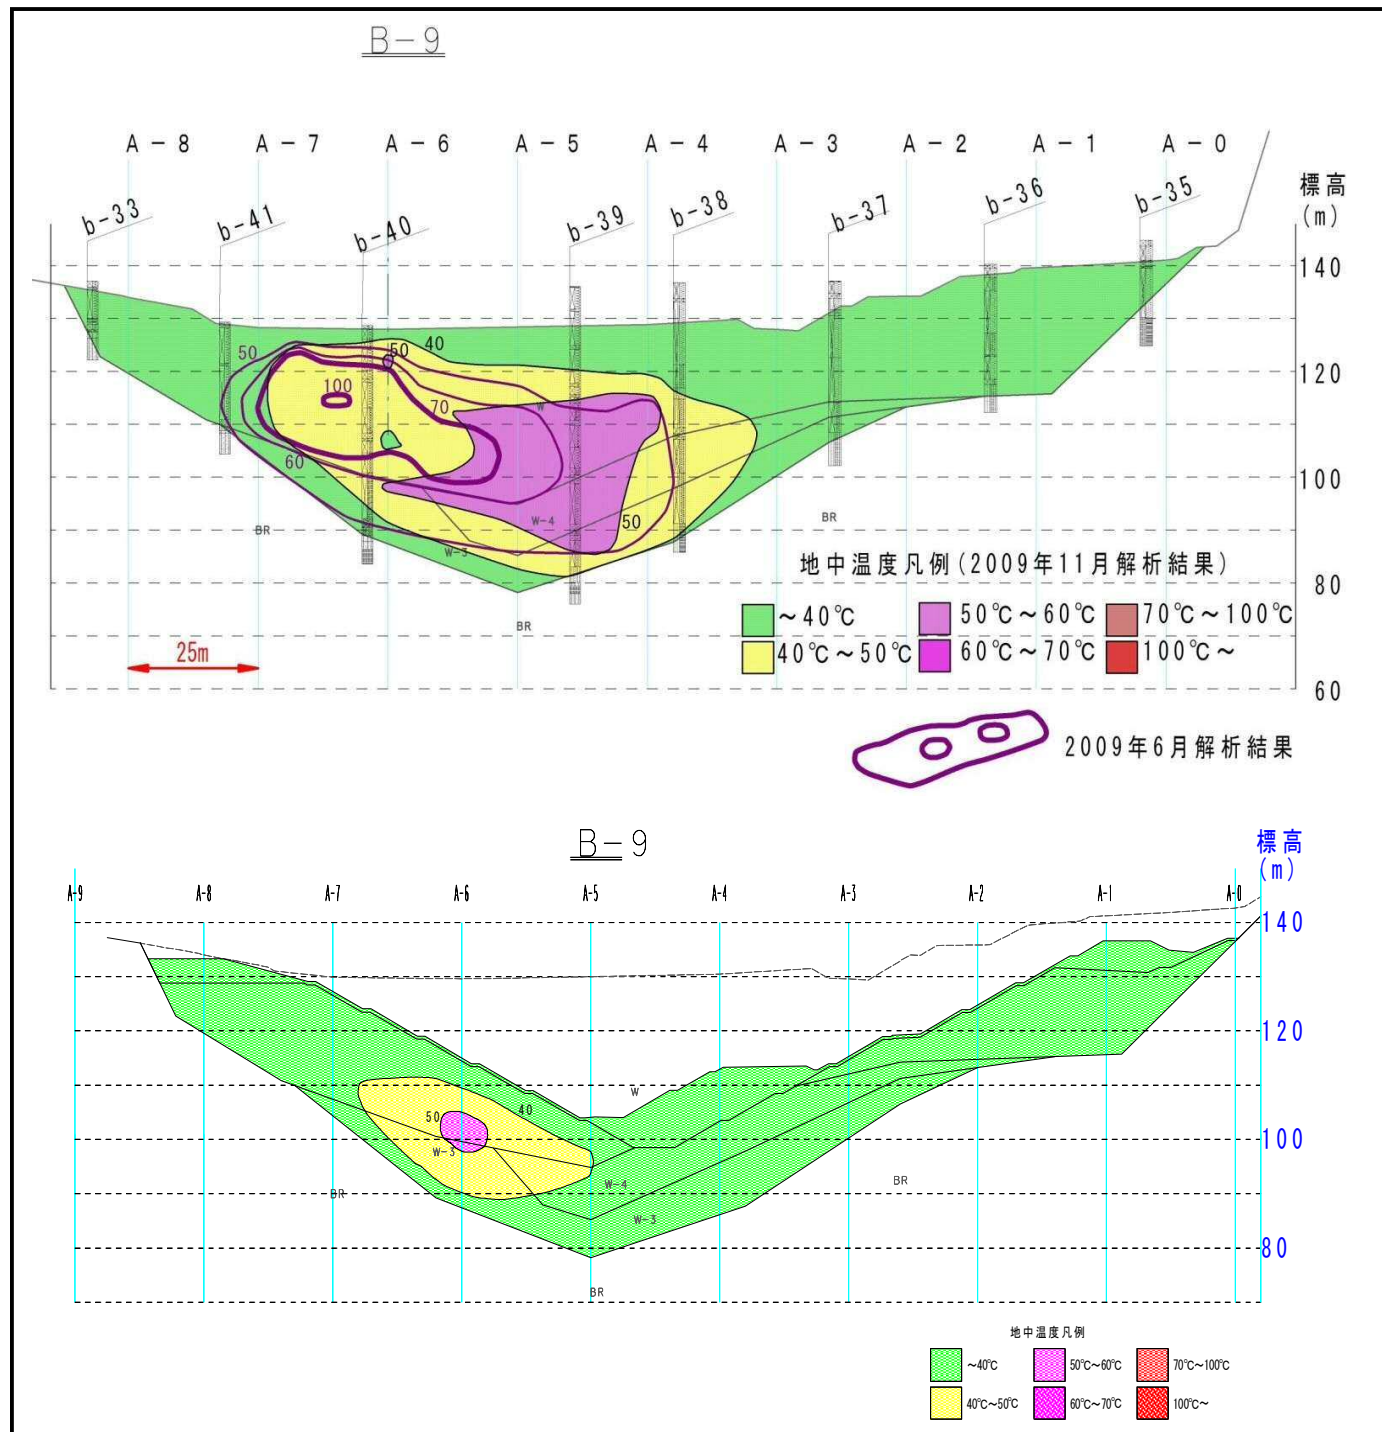 B-9
A-8 A-7 A-6 A-5 A-4 A-3 A-2 A-1 A-0
b-33 b-41 b-40 b-39 b-38 b-37 b-36 b-35
標高
(m)
140
50 50 40
120
100 70 W
60
100
BR W-3 W-4 50 BR
地中温度凡例(2009年11月解析結果)
80
~40℃ 50℃~60℃ 70℃~100℃
BR
40℃~50℃ 60℃~70℃ 100℃~
25m
60
2009年6月解析結果
B-9
標高
(m)
A-9 A-8 A-7 A-6 A-5 A-4 A-3 A-2 A-1 A-0
140
120
50 40 W
100
W-3
BR W-4 BR
W-3
80
BR
地中温度凡例
~40℃ 50℃~60℃ 70℃~100℃
40℃~50℃ 60℃~70℃ 100℃~